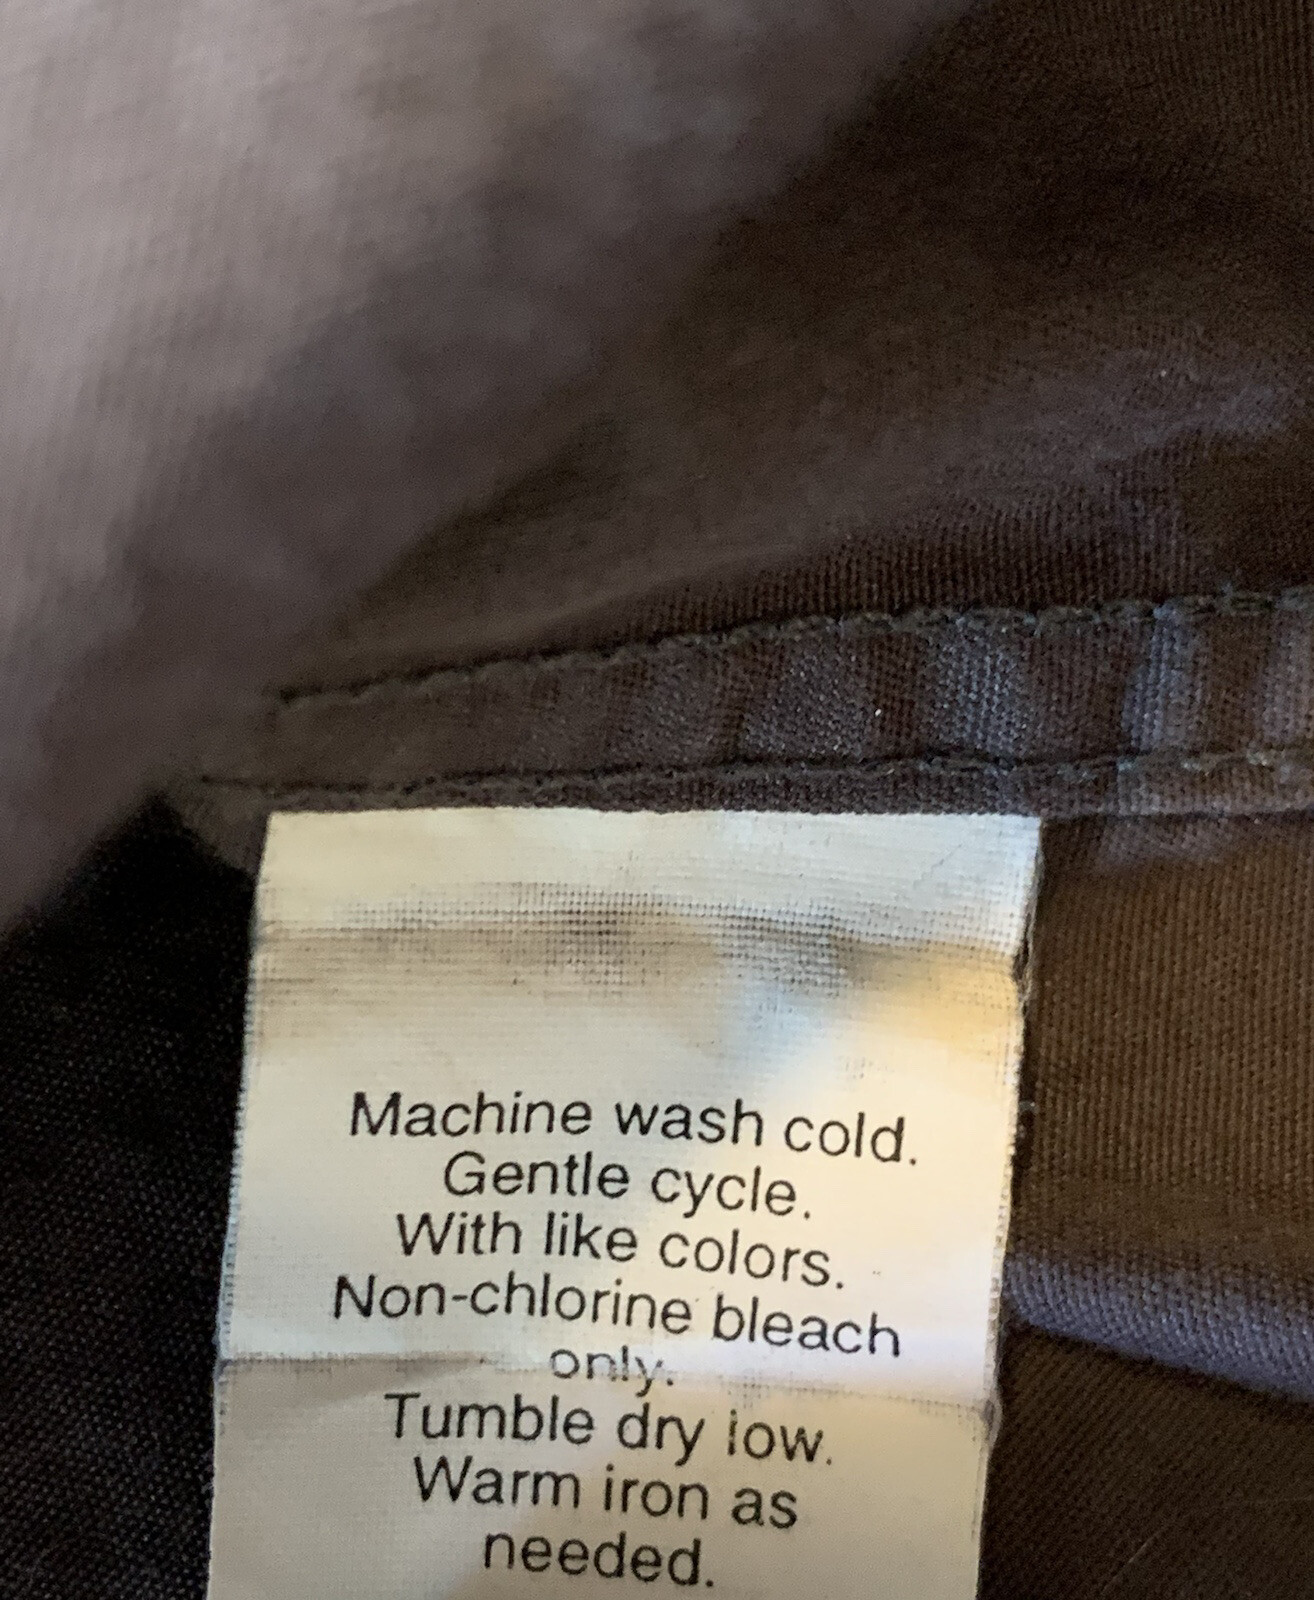 Machine wash cold.
Gentle cycle.
With like colors.
Non-chlorine bleach
only.
Tumble dry low.
Warm iron as
needed.